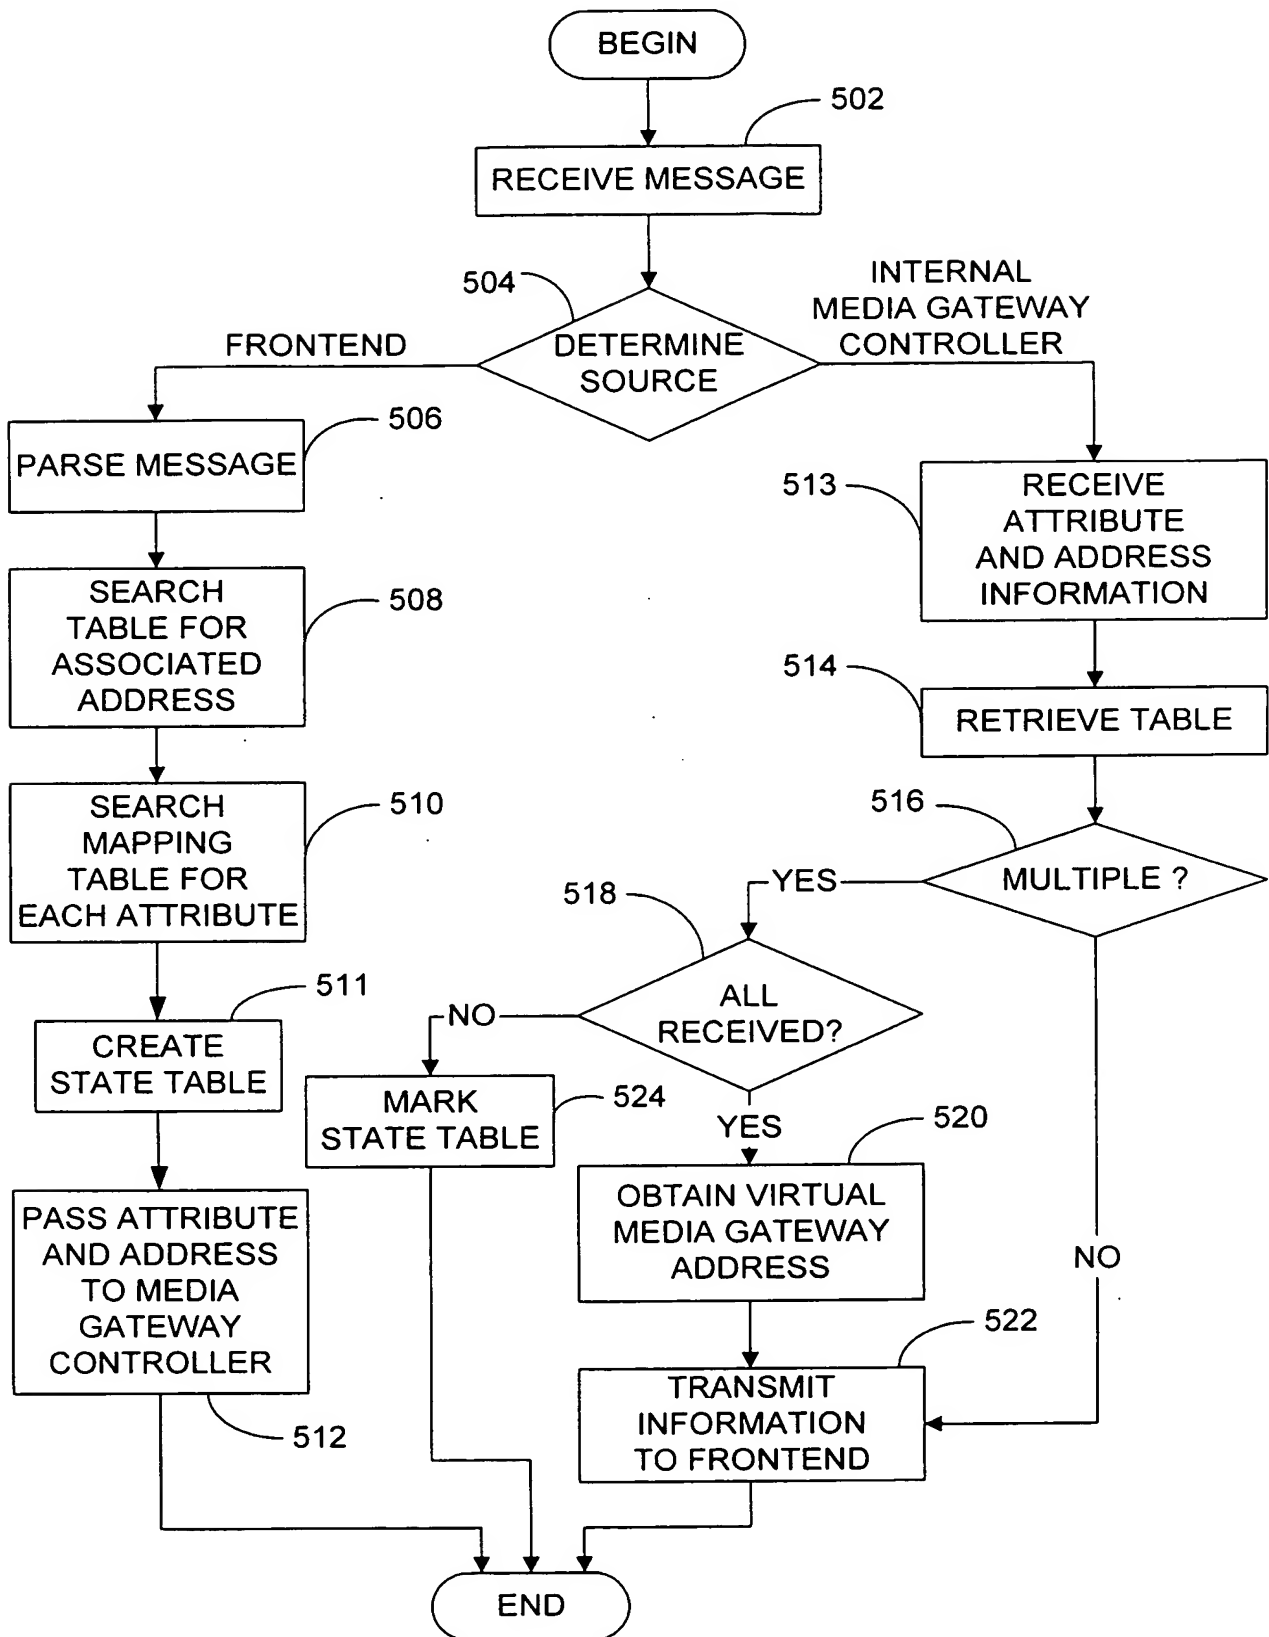 BEGIN
502
RECEIVE MESSAGE
504
DETERMINE
SOURCE
FRONTEND
INTERNAL
MEDIA GATEWAY
CONTROLLER
506
PARSE MESSAGE
508
SEARCH
TABLE FOR
ASSOCIATED
ADDRESS
510
SEARCH
MAPPING
TABLE FOR
EACH ATTRIBUTE
511
CREATE
STATE TABLE
PASS ATTRIBUTE
AND ADDRESS
TO MEDIA
GATEWAY
CONTROLLER
512
513
RECEIVE
ATTRIBUTE
AND ADDRESS
INFORMATION
514
RETRIEVE TABLE
516
MULTIPLE ?
YES
518
ALL
RECEIVED?
NO
MARK
STATE TABLE
524
YES
520
OBTAIN VIRTUAL
MEDIA GATEWAY
ADDRESS
NO
522
TRANSMIT
INFORMATION
TO FRONTEND
END